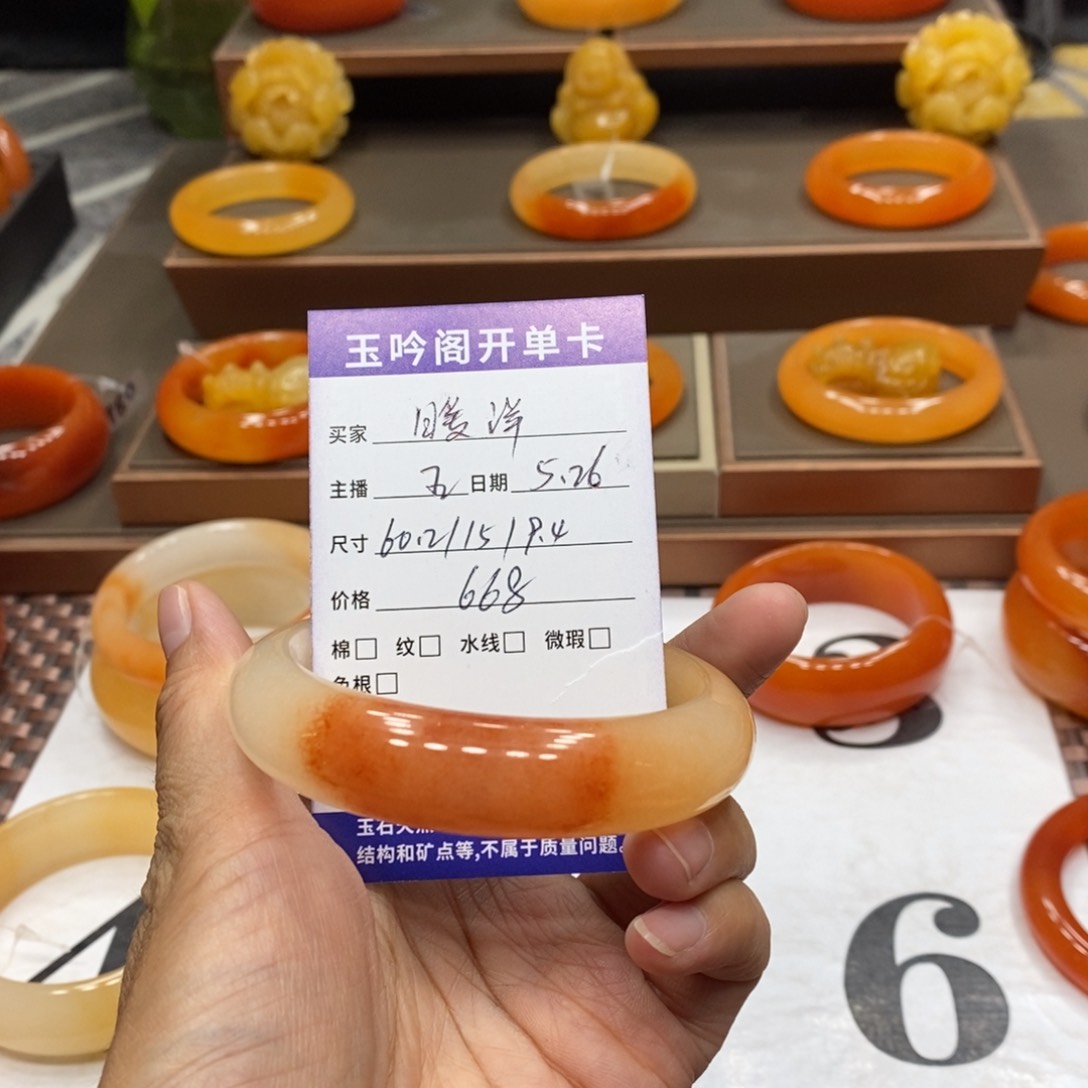 玉吟阁开单卡
买家 暖洋
主播 五 日期 5.26
尺寸 60.2/15/9.4
价格 668
棉□ 纹□ 水线□ 微瑕□
色根□
玉石天然
结构和矿点等,不属于质量问题。
6